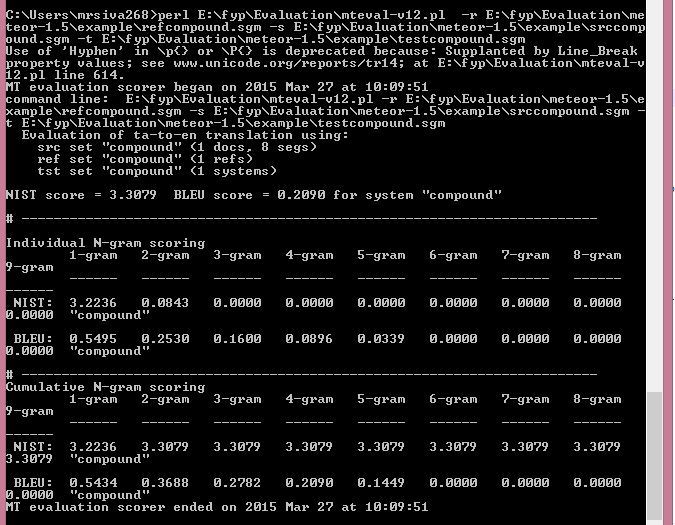 C:\Users\mrsiva268>perl E:\fyp\Evaluation\mteval-v12.pl  -r E:\fyp\Evaluation\me
teor-1.5\example\refcompound.sgm -s E:\fyp\Evaluation\meteor-1.5\example\srccomp
ound.sgm -t E:\fyp\Evaluation\meteor-1.5\example\testcompound.sgm
Use of 'Hyphen' in \p{} or \P{} is deprecated because: Supplanted by Line_Break
property values; see www.unicode.org/reports/tr14; at E:\fyp\Evaluation\mteval-v
12.pl line 614.
MT evaluation scorer began on 2015 Mar 27 at 10:09:51
command line:  E:\fyp\Evaluation\mteval-v12.pl -r E:\fyp\Evaluation\meteor-1.5\e
xample\refcompound.sgm -s E:\fyp\Evaluation\meteor-1.5\example\srccompound.sgm -
t E:\fyp\Evaluation\meteor-1.5\example\testcompound.sgm
  Evaluation of ta-to-en translation using:
    src set "compound" (1 docs, 8 segs)
    ref set "compound" (1 refs)
    tst set "compound" (1 systems)
NIST score = 3.3079  BLEU score = 0.2090 for system "compound"
# ------------------------------------------------------------------------
Individual N-gram scoring
        1-gram   2-gram   3-gram   4-gram   5-gram   6-gram   7-gram   8-gram
9-gram
        ------   ------   ------   ------   ------   ------   ------   ------
------
 NIST:  3.2236   0.0843   0.0000   0.0000   0.0000   0.0000   0.0000   0.0000
0.0000  "compound"
 BLEU:  0.5495   0.2530   0.1600   0.0896   0.0339   0.0000   0.0000   0.0000
0.0000  "compound"
# ------------------------------------------------------------------------
Cumulative N-gram scoring
        1-gram   2-gram   3-gram   4-gram   5-gram   6-gram   7-gram   8-gram
9-gram
        ------   ------   ------   ------   ------   ------   ------   ------
------
 NIST:  3.2236   3.3079   3.3079   3.3079   3.3079   3.3079   3.3079   3.3079
3.3079  "compound"
 BLEU:  0.5434   0.3688   0.2782   0.2090   0.1449   0.0000   0.0000   0.0000
0.0000  "compound"
MT evaluation scorer ended on 2015 Mar 27 at 10:09:51